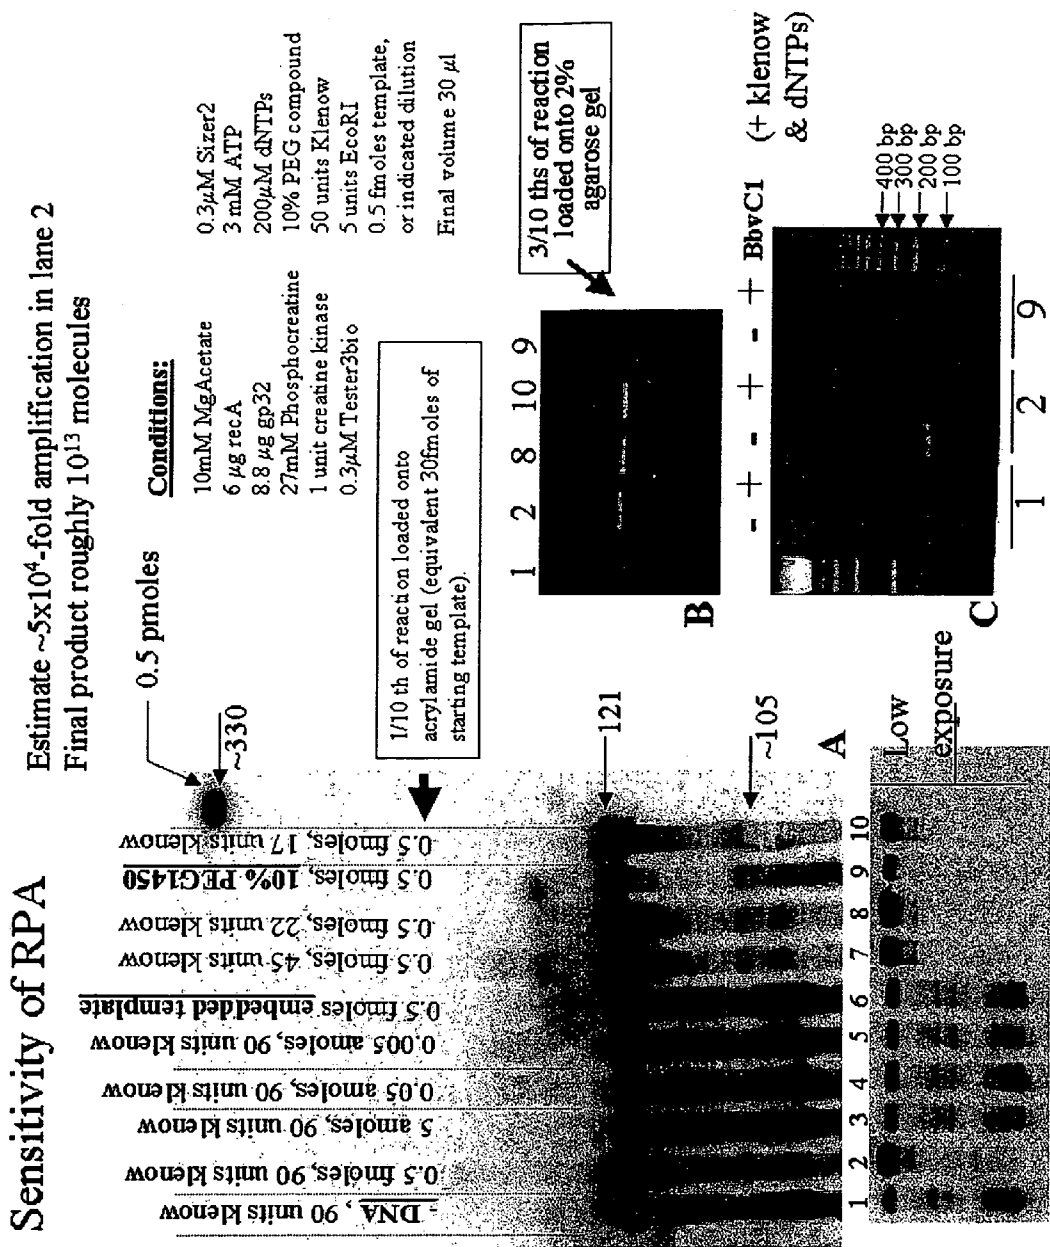 Sensitivity of RPA
Estimate ~5x10⁴-fold amplification in lane 2
Final product roughly 10¹³ molecules
- DNA , 90 units klenow
0.5 fmoles, 90 units klenow
5 amoles, 90 units klenow
0.05 amoles, 90 units klenow
0.005 amoles, 90 units klenow
0.5 fmoles embedded template
0.5 fmoles, 45 units klenow
0.5 fmoles, 22 units klenow
0.5 fmoles, 10% PEG1450
0.5 fmoles, 17 units klenow
0.5 pmoles
~330
121
~105
A
1 2 3 4 5 6 7 8 9 10
Low
exposure
Conditions:
10mM MgAcetate
6 µg recA
8.8 µg gp32
27mM Phosphocreatine
1 unit creatine kinase
0.3µM Tester3bio
0.3µM Sizer2
3 mM ATP
200µM dNTPs
10% PEG compound
50 units Klenow
5 units EcoRI
0.5 fmoles template,
or indicated dilution
Final volume 30 µl
1/10 th of reaction loaded onto
acrylamide gel (equivalent 30fmoles of
starting template).
1 2 8 10 9
B
3/10 ths of reaction
loaded onto 2%
agarose gel
- + - + - + BbvC1
(+ klenow
& dNTPs)
400 bp
300 bp
200 bp
100 bp
C
1 2 9